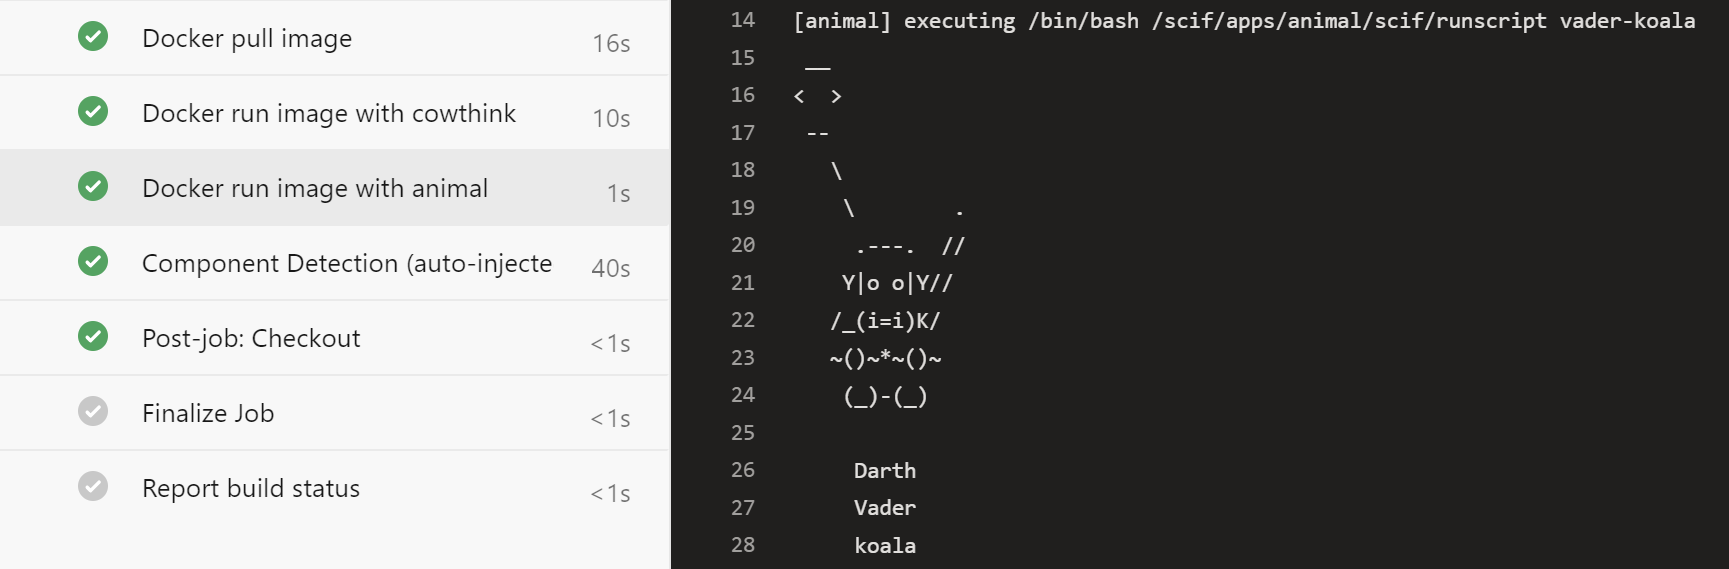 Docker pull image 16s
Docker run image with cowthink 10s
Docker run image with animal 1s
Component Detection (auto-injecte 40s
Post-job: Checkout <1s
Finalize Job <1s
Report build status <1s
14 [animal] executing /bin/bash /scif/apps/animal/scif/runscript vader-koala
15  __
16 <  >
17  --
18    \
19     \        .
20      .---.  //
21     Y|o o|Y//
22    /_(i=i)K/
23    ~()~*~()~
24     (_)-(_)
25
26      Darth
27      Vader
28      koala